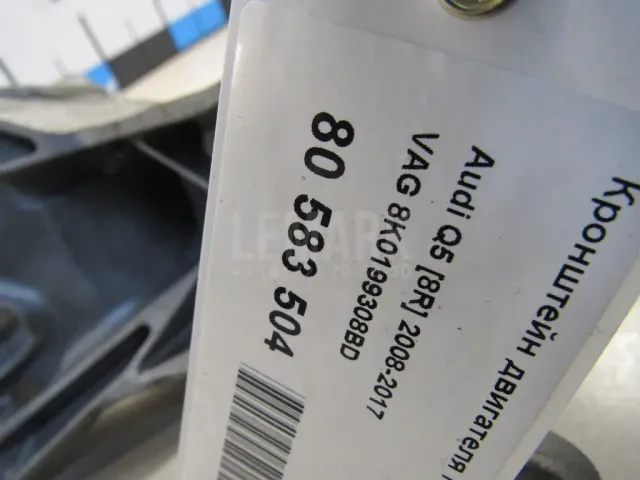 Кронштейн двигателя
Audi Q5 [8R] 2008-2017
VAG 8K0199308BD
80 583 504